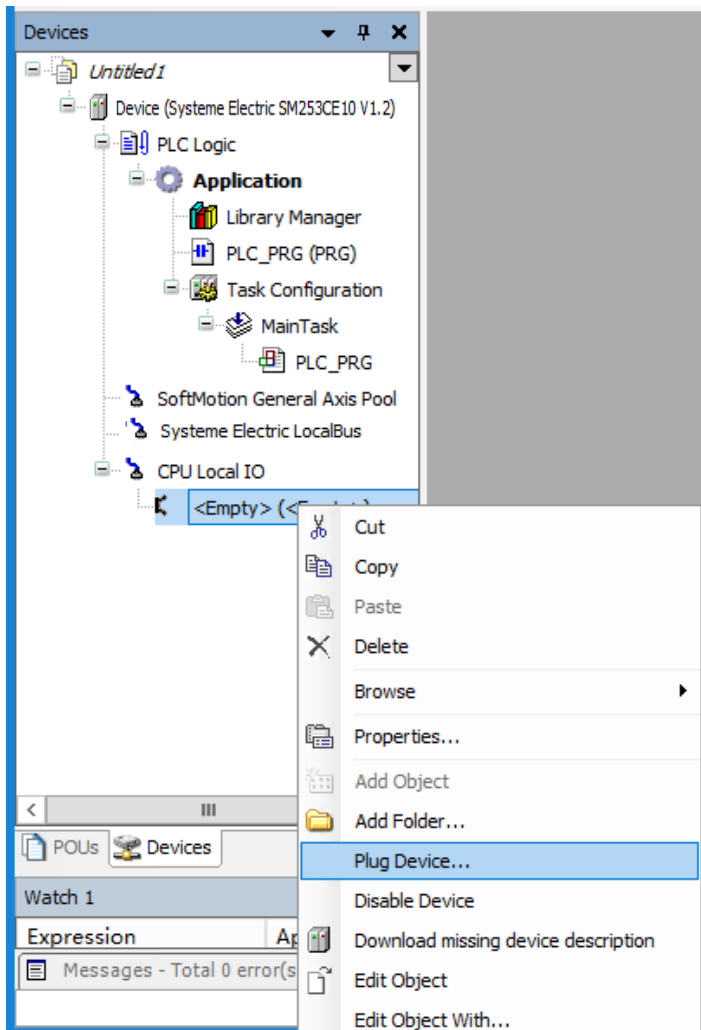 Devices
Untitled1
Device (Systeme Electric SM253CE10 V1.2)
PLC Logic
Application
Library Manager
PLC_PRG (PRG)
Task Configuration
MainTask
PLC_PRG
SoftMotion General Axis Pool
Systeme Electric LocalBus
CPU Local IO
<Empty> (<
Cut
Copy
Paste
Delete
Browse
Properties...
Add Object
Add Folder...
Plug Device...
Disable Device
Download missing device description
Edit Object
Edit Object With...
POUs Devices
Watch 1
Expression
Messages - Total 0 error(s